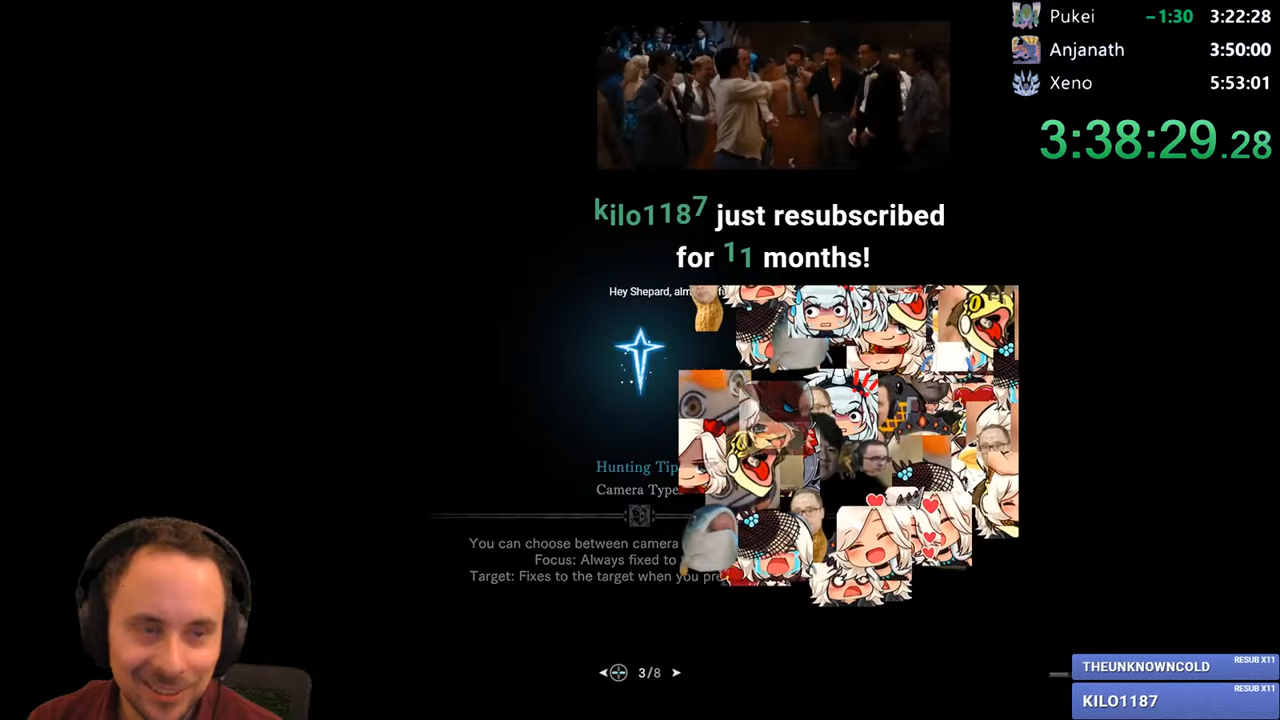 Pukei −1:30 3:22:28
Anjanath 3:50:00
Xeno 5:53:01
3:38:29.28
kilo1187 just resubscribed
for 11 months!
Hey Shepard,
Hunting Tip
Camera Type
You can choose between camera
Focus: Always fixed to
Target: Fixes to the target when you
3/8
THEUNKNOWNCOLD RESUB X11
KILO1187 RESUB X11